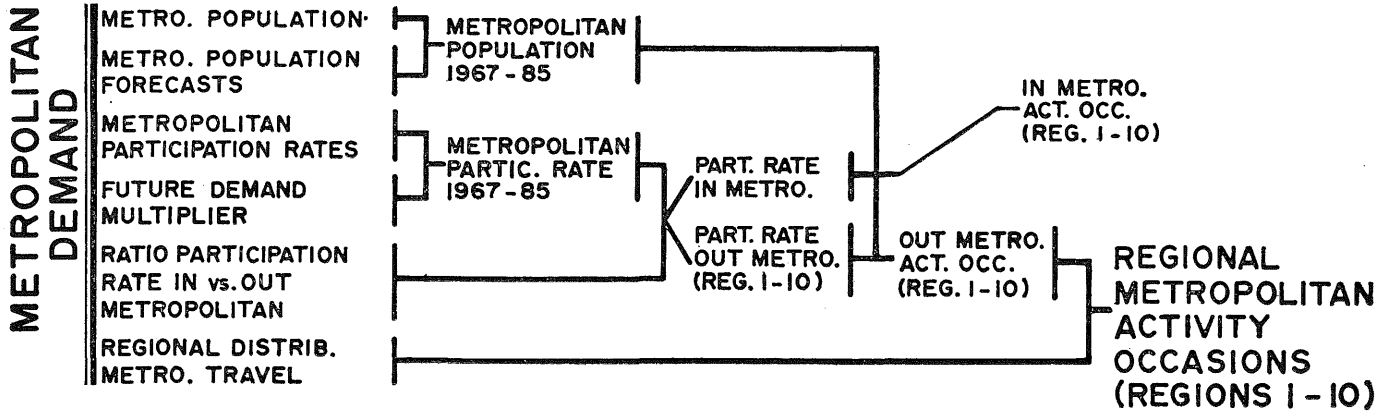 METROPOLITAN
DEMAND
METRO. POPULATION
METRO. POPULATION
FORECASTS
METROPOLITAN
PARTICIPATION RATES
FUTURE DEMAND
MULTIPLIER
RATIO PARTICIPATION
RATE IN vs. OUT
METROPOLITAN
REGIONAL DISTRIB.
METRO. TRAVEL
METROPOLITAN
POPULATION
1967-85
METROPOLITAN
PARTIC. RATE
1967-85
PART. RATE
IN METRO.
PART. RATE
OUT METRO.
(REG. 1-10)
IN METRO.
ACT. OCC.
(REG. 1-10)
OUT METRO.
ACT. OCC.
(REG. 1-10)
REGIONAL
METROPOLITAN
ACTIVITY
OCCASIONS
(REGIONS 1-10)